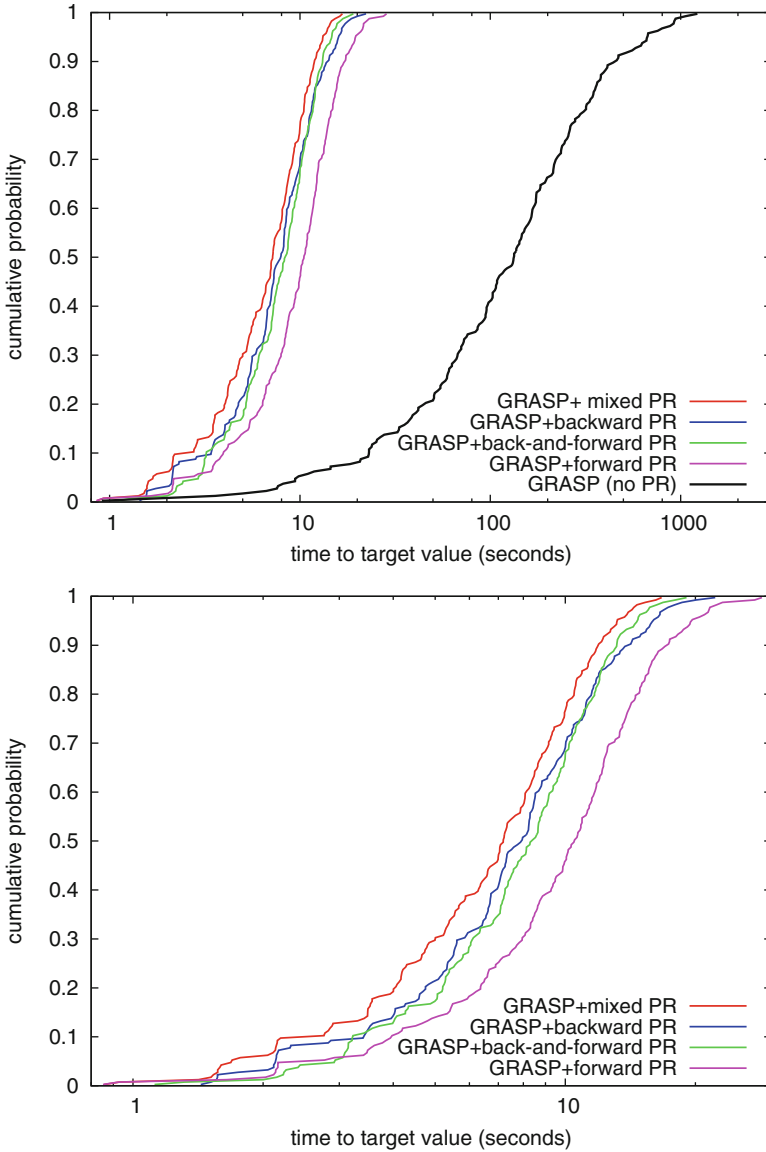 1
0.9
0.8
0.7
0.6
0.5
0.4
0.3
0.2
0.1
0
cumulative probability
GRASP+ mixed PR
GRASP+backward PR
GRASP+back-and-forward PR
GRASP+forward PR
GRASP (no PR)
1 10 100 1000
time to target value (seconds)
1
0.9
0.8
0.7
0.6
0.5
0.4
0.3
0.2
0.1
0
cumulative probability
GRASP+mixed PR
GRASP+backward PR
GRASP+back-and-forward PR
GRASP+forward PR
1 10
time to target value (seconds)